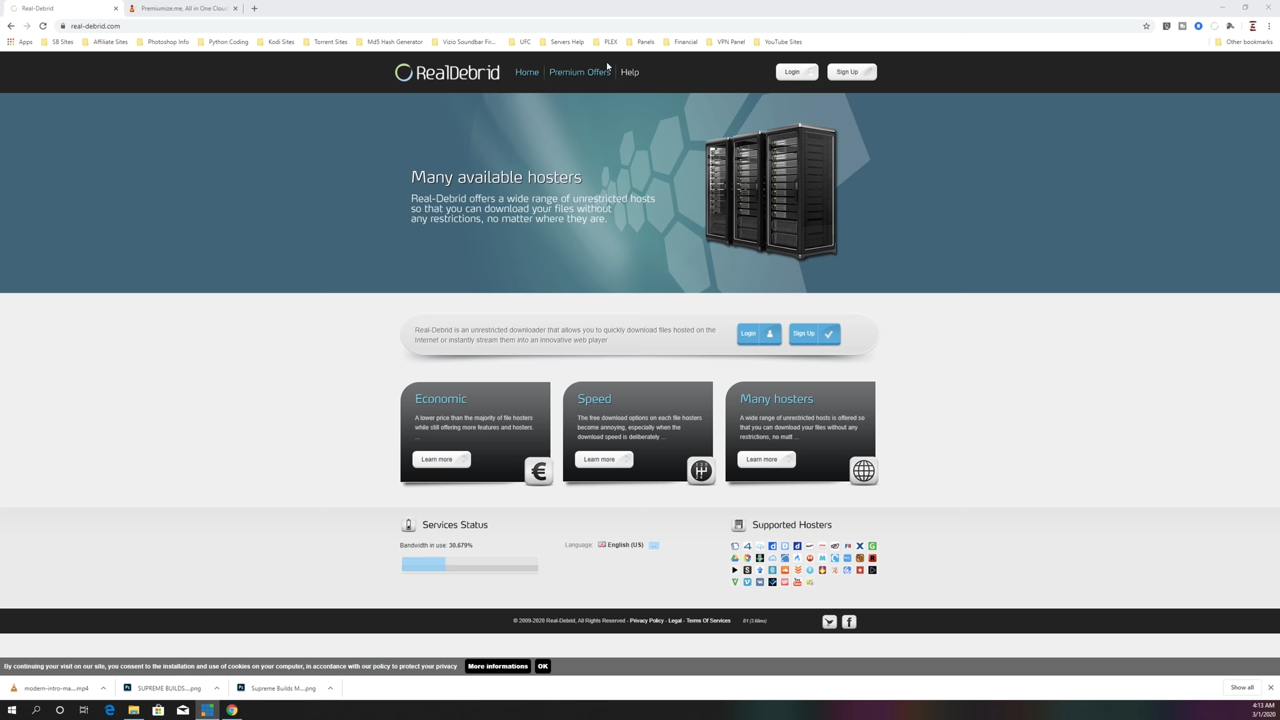 Real-Debrid
Premiumize.me, All in One Clou
real-debrid.com
Apps
SB Sites
Affiliate Sites
Photoshop Info
Python Coding
Kodi Sites
Torrent Sites
Md5 Hash Generator
Vizio Soundbar Fir...
UFC
Servers Help
PLEX
Panels
Financial
VPN Panel
YouTube Sites
Other bookmarks
RealDebrid
Home
Premium Offers
Help
Login
Sign Up
Many available hosters
Real-Debrid offers a wide range of unrestricted hosts
so that you can download your files without
any restrictions, no matter where they are.
Real-Debrid is an unrestricted downloader that allows you to quickly download files hosted on the
Internet or instantly stream them into an innovative web player
Login
Sign Up
Economic
A lower price than the majority of file hosters
while still offering more features and hosters.
...
Learn more
Speed
The free download options on each file hosters
become annoying, especially when the
download speed is deliberately ...
Learn more
Many hosters
A wide range of unrestricted hosts is offered so
that you can download your files without any
restrictions, no matt ...
Learn more
Services Status
Bandwidth in use: 30.679%
Language: English (US)
Supported Hosters
© 2009-2020 Real-Debrid, All Rights Reserved - Privacy Policy - Legal - Terms Of Services
By continuing your visit on our site, you consent to the installation and use of cookies on your computer, in accordance with our policy to protect your privacy
More informations
OK
modern-intro-ma....mp4
SUPREME BUILDS....png
Supreme Builds M....png
Show all
4:13 AM
3/1/2020